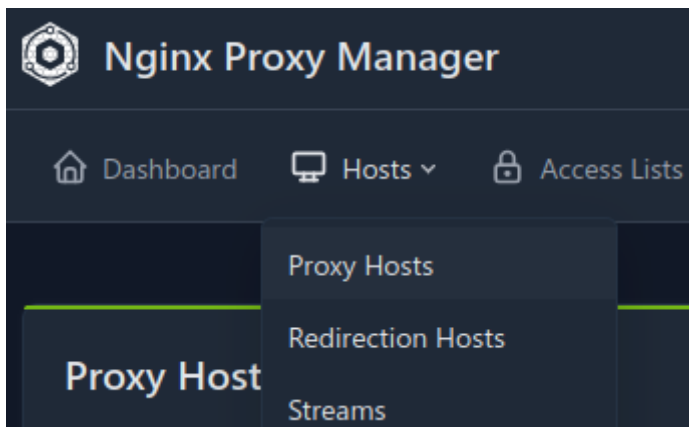 Nginx Proxy Manager
Dashboard Hosts Access Lists
Proxy Hosts
Redirection Hosts
Proxy Host
Streams